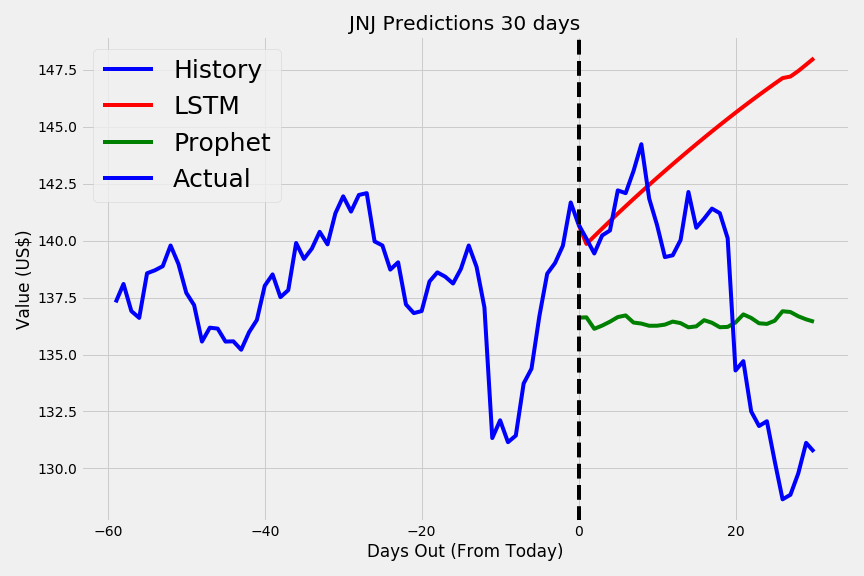 JNJ Predictions 30 days
History
LSTM
Prophet
Actual
147.5
145.0
142.5
140.0
137.5
135.0
132.5
130.0
Value (US$)
−60
−40
−20
0
20
Days Out (From Today)